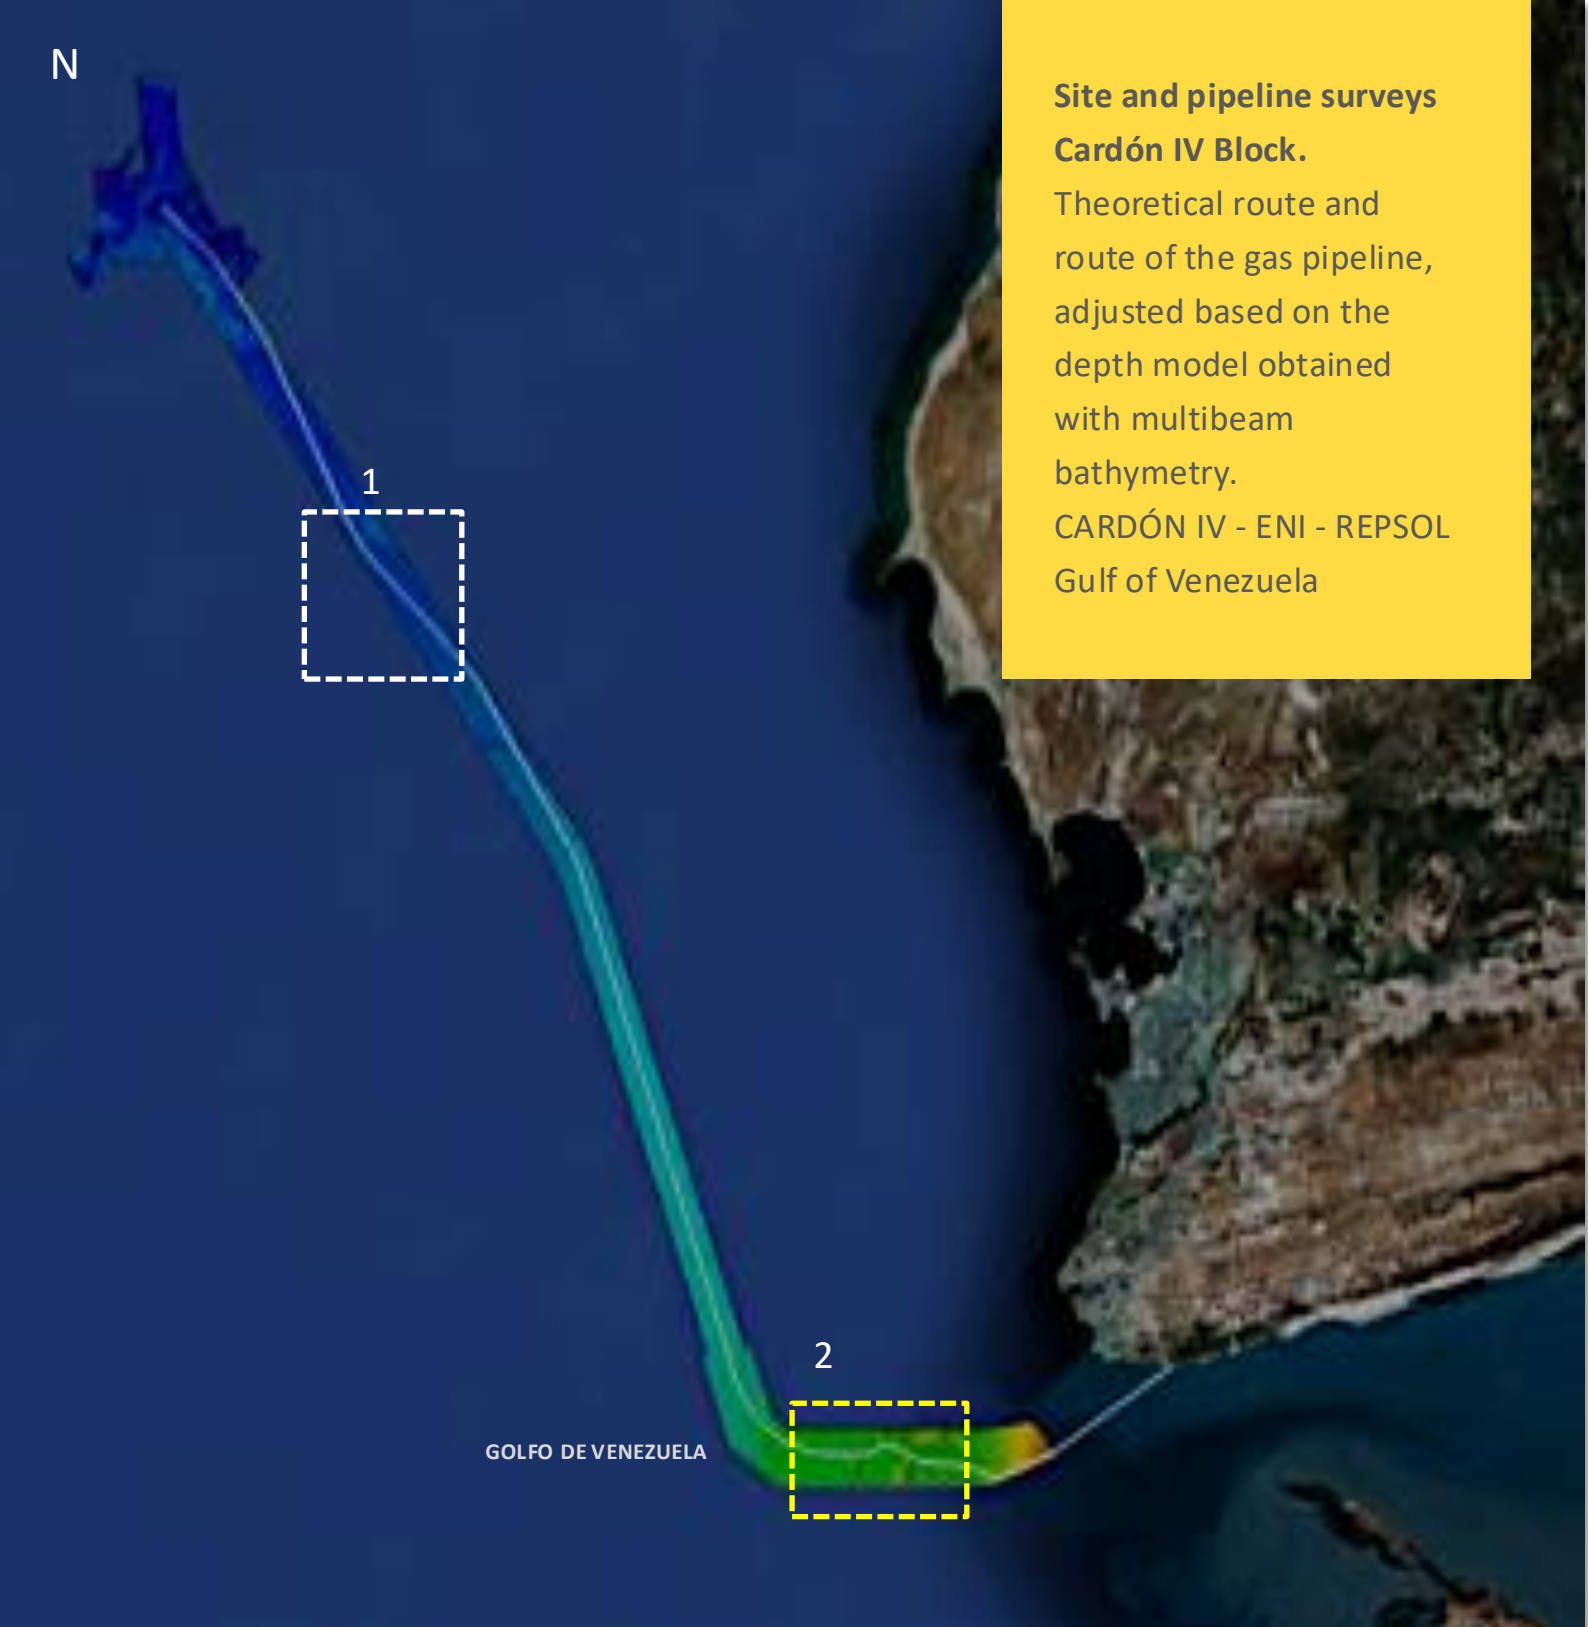 N
Site and pipeline surveys
Cardón IV Block.
Theoretical route and
route of the gas pipeline,
adjusted based on the
depth model obtained
with multibeam
bathymetry.
CARDÓN IV - ENI - REPSOL
Gulf of Venezuela
1
2
GOLFO DE VENEZUELA